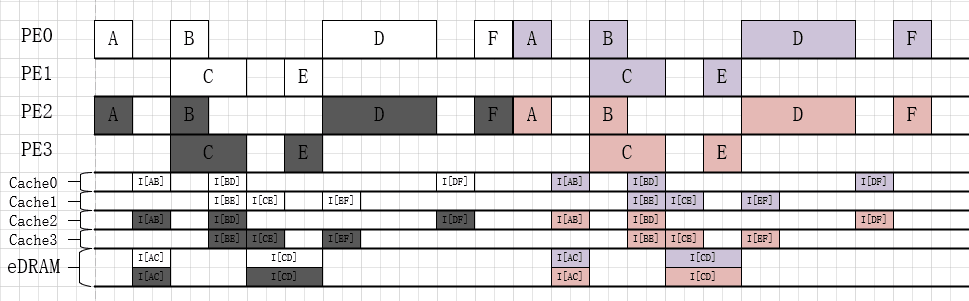 PE0 A B D F A B D F
PE1 C E C E
PE2 A B D F A B D F
PE3 C E C E
Cache0 I[AB] I[BD] I[DF] I[AB] I[BD] I[DF]
Cache1 I[BE] I[CE] I[EF] I[BE] I[CE] I[EF]
Cache2 I[AB] I[BD] I[DF] I[AB] I[BD] I[DF]
Cache3 I[BE] I[CE] I[EF] I[BE] I[CE] I[EF]
eDRAM
I[AC] I[CD] I[AC] I[CD]
I[AC] I[CD] I[AC] I[CD]